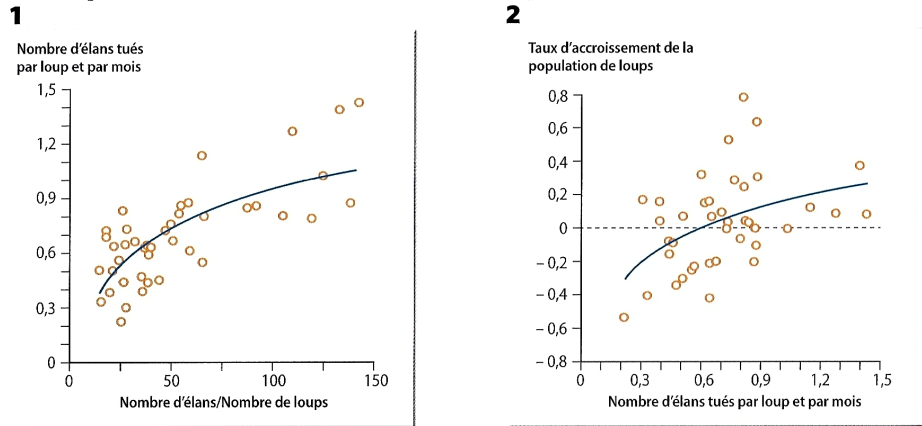 1
Nombre d'élans tués
par loup et par mois
1,5
1,2
0,9
0,6
0,3
0
0 50 100 150
Nombre d'élans/Nombre de loups
2
Taux d'accroissement de la
population de loups
0,8
0,6
0,4
0,2
0
– 0,2
– 0,4
– 0,6
– 0,8
0 0,3 0,6 0,9 1,2 1,5
Nombre d'élans tués par loup et par mois